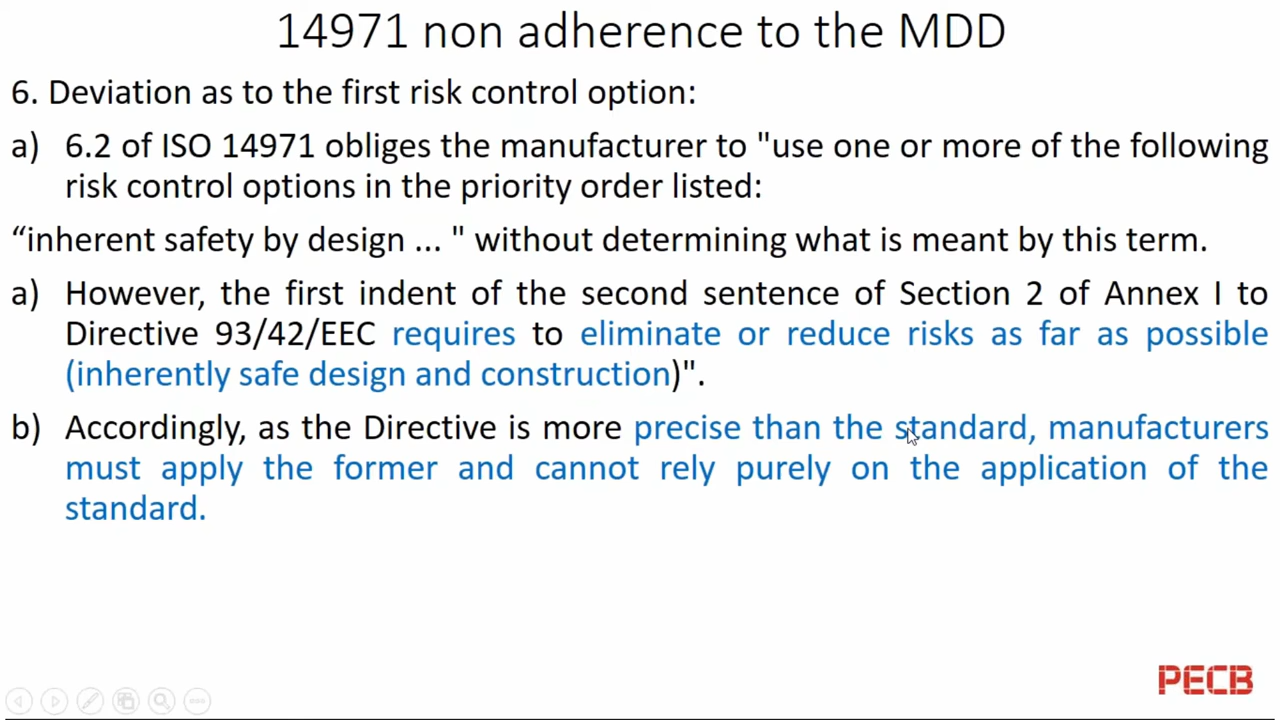 14971 non adherence to the MDD
6. Deviation as to the first risk control option:
a) 6.2 of ISO 14971 obliges the manufacturer to "use one or more of the following
risk control options in the priority order listed:
“inherent safety by design ... " without determining what is meant by this term.
a) However, the first indent of the second sentence of Section 2 of Annex I to
Directive 93/42/EEC requires to eliminate or reduce risks as far as possible
(inherently safe design and construction)".
b) Accordingly, as the Directive is more precise than the standard, manufacturers
must apply the former and cannot rely purely on the application of the
standard.
PECB